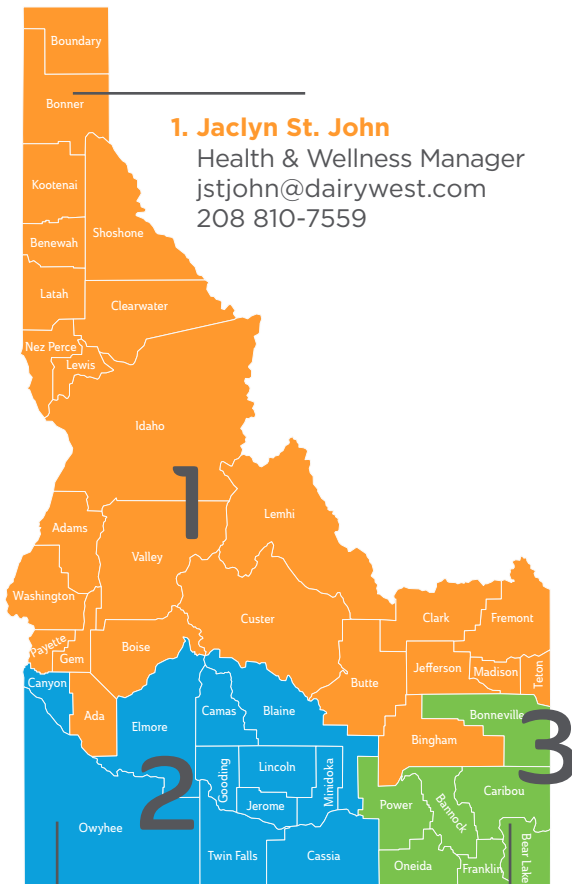 Boundary
Bonner
1. Jaclyn St. John
Health & Wellness Manager
jstjohn@dairywest.com
208 810-7559
Kootenai
Shoshone
Benewah
Latah
Clearwater
Nez Perce
Lewis
Idaho
1
Lemhi
Adams
Valley
Washington
Custer
Clark
Fremont
Payette
Gem
Boise
Butte
Jefferson
Madison
Teton
Canyon
Ada
Elmore
Camas
Blaine
Bonneville
3
Bingham
2
Gooding
Lincoln
Minidoka
Jerome
Power
Bannock
Caribou
Owyhee
Twin Falls
Cassia
Oneida
Franklin
Bear Lake